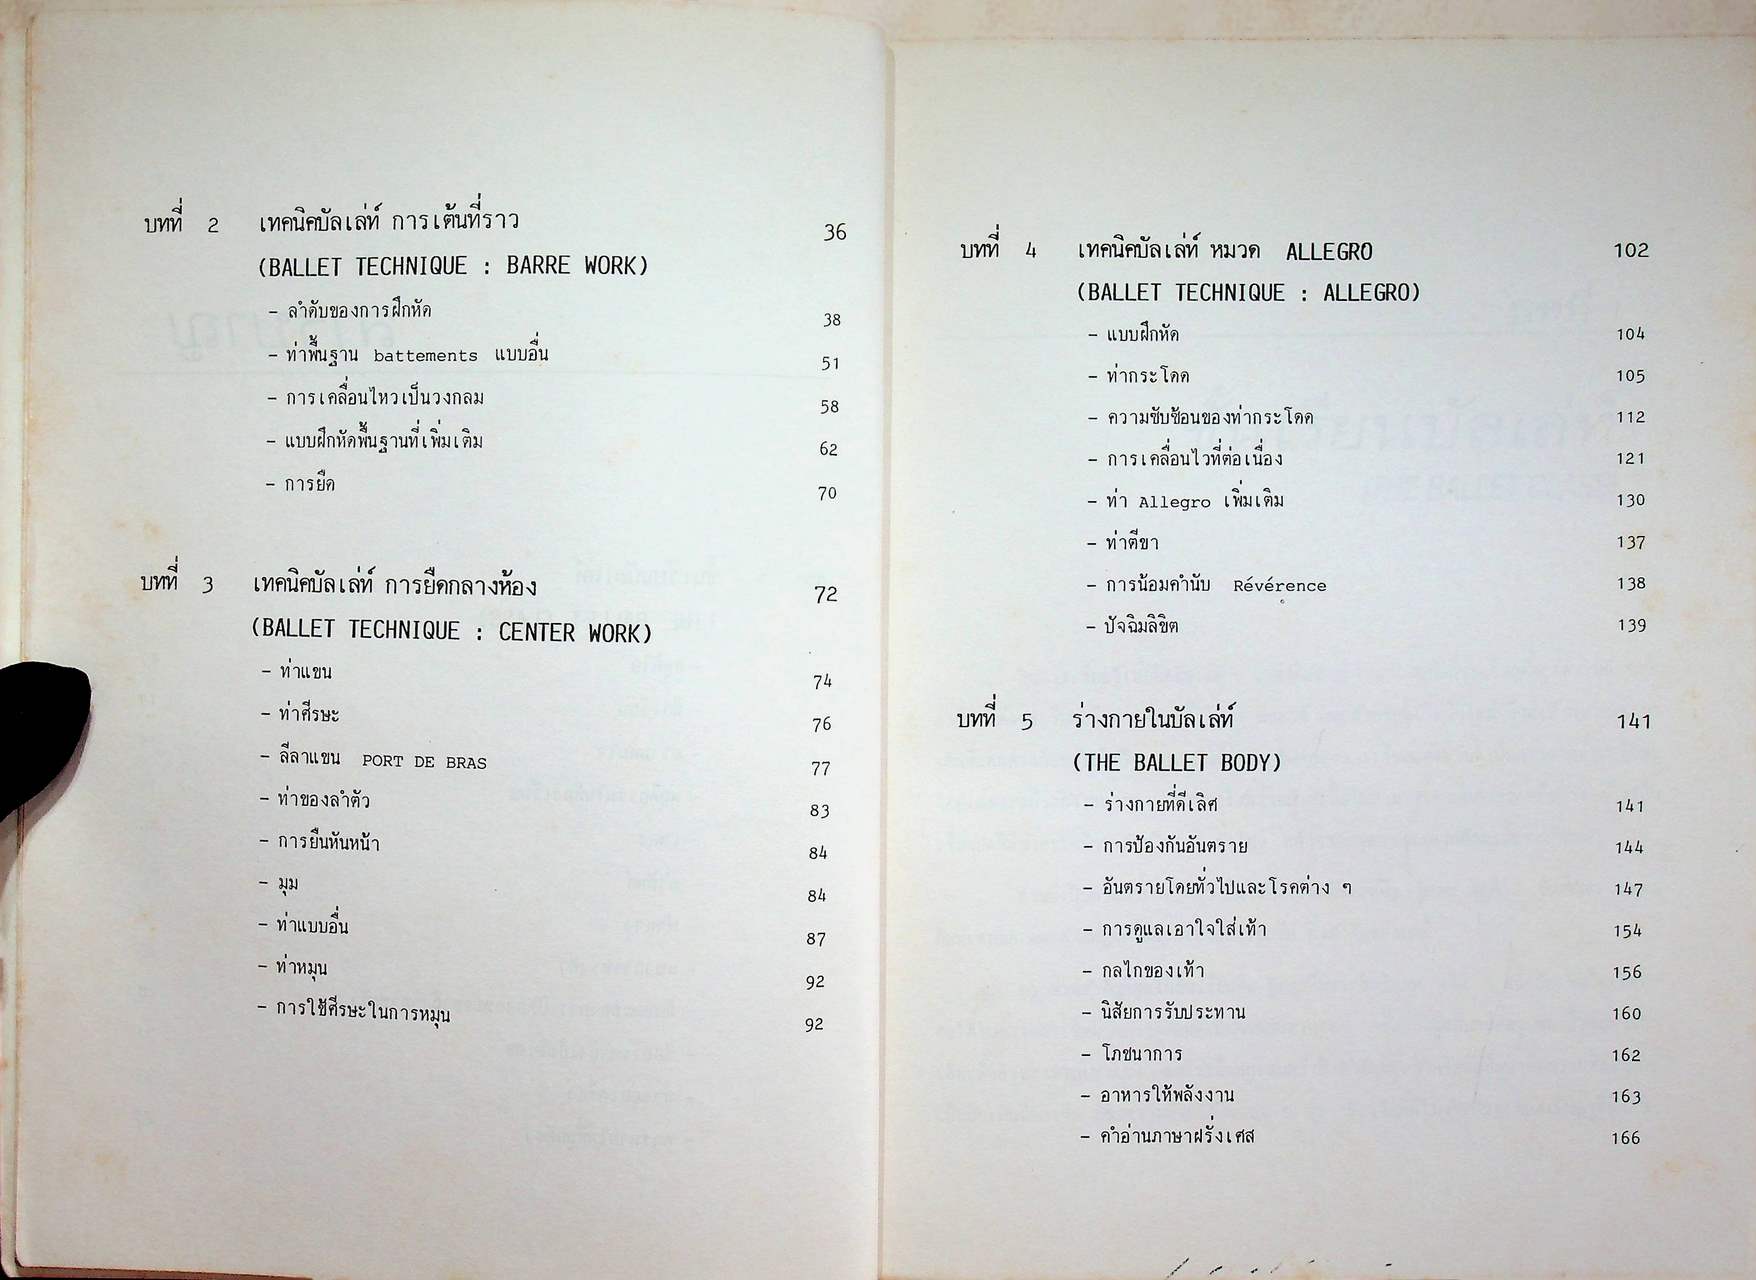 บทที่ 2 เทคนิคบัลเล่ท์ การเต้นที่ราว 36
(BALLET TECHNIQUE : BARRE WORK)
- ลำดับของการฝึกหัด 38
- ท่าพื้นฐาน battements แบบอื่น 51
- การเคลื่อนไหวเป็นวงกลม 58
- แบบฝึกหัดพื้นฐานที่เพิ่มเติม 62
- การยืด 70
บทที่ 3 เทคนิคบัลเล่ท์ การยืดกลางห้อง 72
(BALLET TECHNIQUE : CENTER WORK)
- ท่าแขน 74
- ท่าศีรษะ 76
- ลีลาแขน PORT DE BRAS 77
- ท่าของลำตัว 83
- การยืนหันหน้า 84
- มุม 84
- ท่าแบบอื่น 87
- ท่าหมุน 92
- การใช้ศีรษะในการหมุน 92
บทที่ 4 เทคนิคบัลเล่ท์ หมวด ALLEGRO 102
(BALLET TECHNIQUE : ALLEGRO)
- แบบฝึกหัด 104
- ท่ากระโดด 105
- ความซับซ้อนของท่ากระโดด 112
- การเคลื่อนไวที่ต่อเนื่อง 121
- ท่า Allegro เพิ่มเติม 130
- ท่าตีขา 137
- การน้อมคำนับ Révérence 138
- ปัจฉิมลิขิต 139
บทที่ 5 ร่างกายในบัลเล่ท์ 141
(THE BALLET BODY)
- ร่างกายที่ดีเลิศ 141
- การป้องกันอันตราย 144
- อันตรายโดยทั่วไปและโรคต่าง ๆ 147
- การดูแลเอาใจใส่เท้า 154
- กลไกของเท้า 156
- นิสัยการรับประทาน 160
- โภชนาการ 162
- อาหารให้พลังงาน 163
- คำอ่านภาษาฝรั่งเศส 166